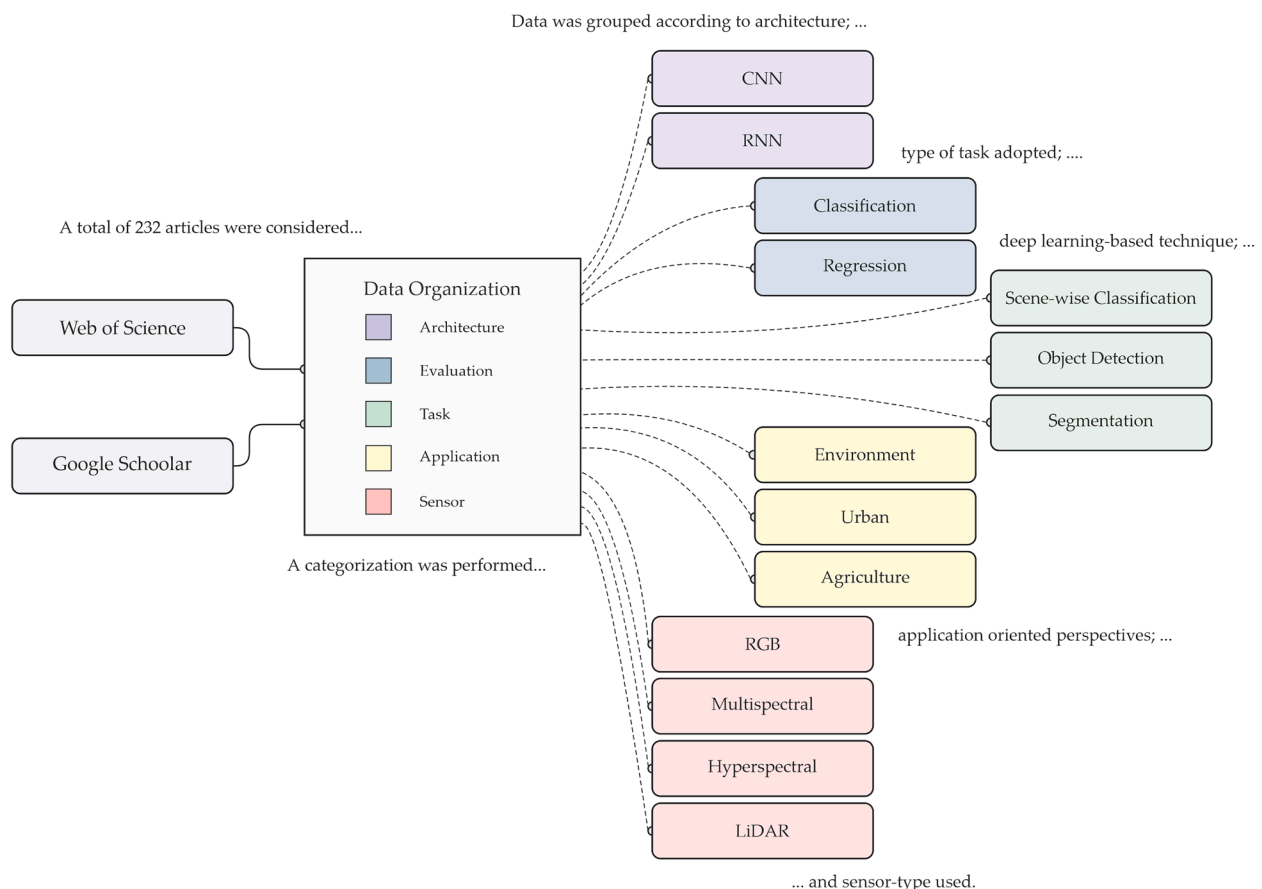 Data was grouped according to architecture; ...
CNN
RNN
type of task adopted; ....
Classification
Regression
deep learning-based technique; ...
Scene-wise Classification
Object Detection
Segmentation
A total of 232 articles were considered...
Web of Science
Google Schoolar
Data Organization
Architecture
Evaluation
Task
Application
Sensor
A categorization was performed...
Environment
Urban
Agriculture
application oriented perspectives; ...
RGB
Multispectral
Hyperspectral
LiDAR
... and sensor-type used.